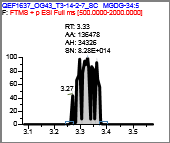 QEF1537_OG43_T3-14-2-7_SC MGDG-34:5
F: FTMS + p ESI Full ms [500.0000-2000.0000]
RT: 3.33
AA: 136478
AH: 34326
SN: 8.28E+014
100
80
3.27
60
40
20
0
3.1 3.2 3.3 3.4 3.5